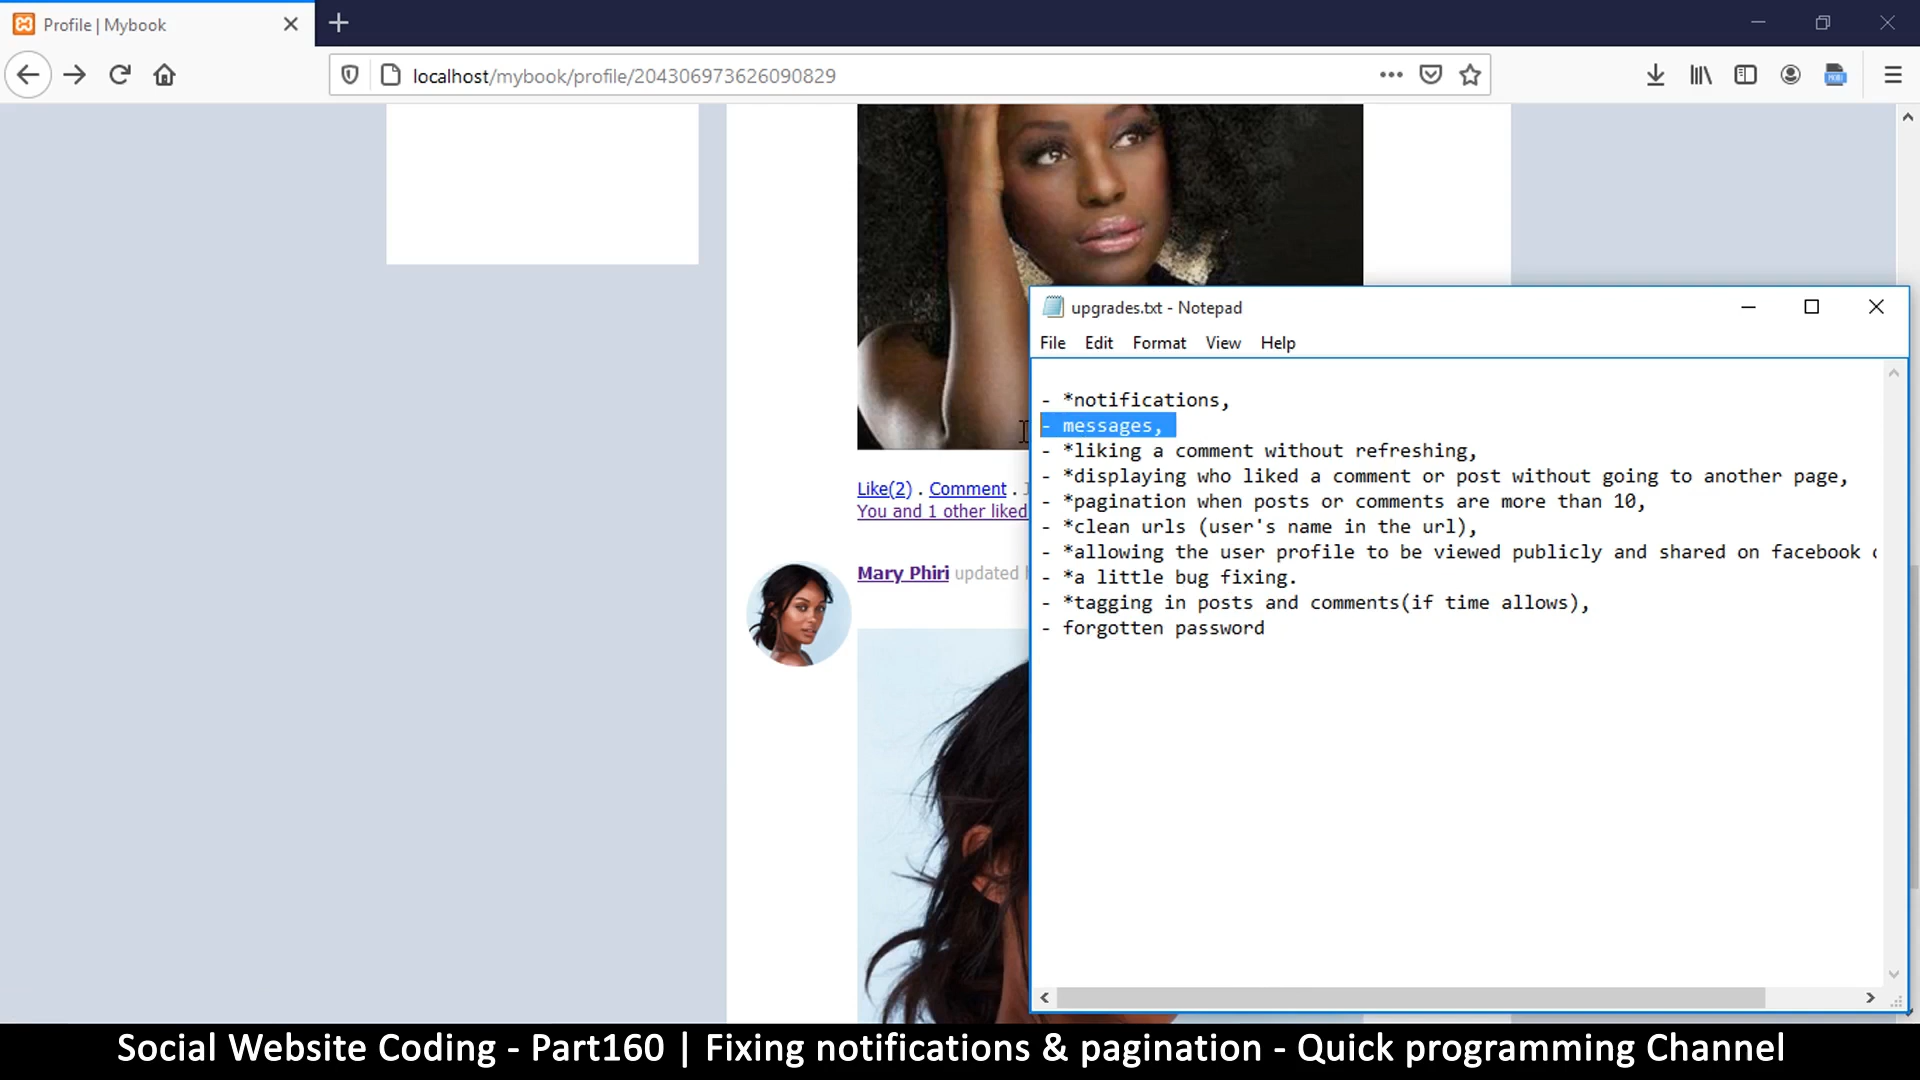 Profile | Mybook
localhost/mybook/profile/204306973626090829
upgrades.txt - Notepad
File Edit Format View Help
- *notifications,
- messages,
- *liking a comment without refreshing,
- *displaying who liked a comment or post without going to another page,
- *pagination when posts or comments are more than 10,
- *clean urls (user's name in the url),
- *allowing the user profile to be viewed publicly and shared on facebook
- *a little bug fixing.
- *tagging in posts and comments(if time allows),
- forgotten password
Like(2) . Comment .
You and 1 other liked
Mary Phiri updated
Social Website Coding - Part160 | Fixing notifications & pagination - Quick programming Channel